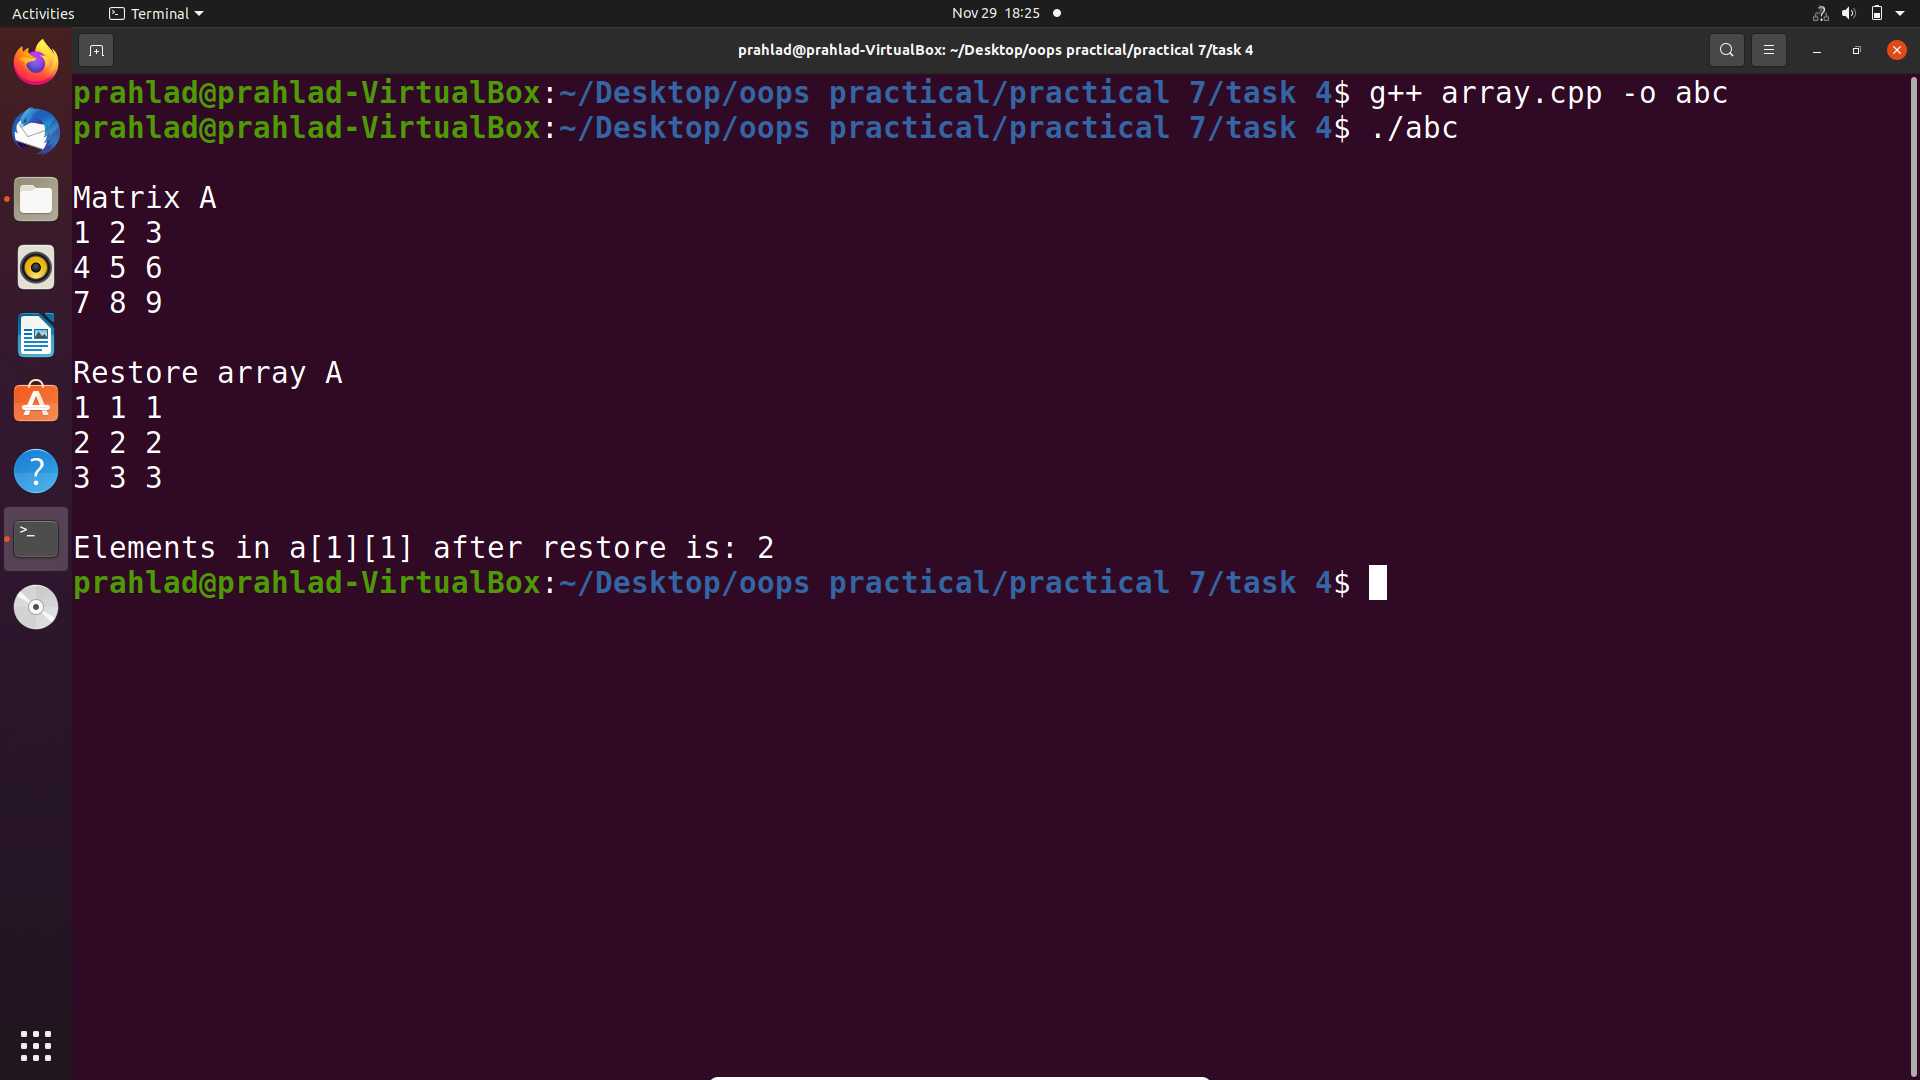 Activities
Terminal
Nov 29 18:25
prahlad@prahlad-VirtualBox: ~/Desktop/oops practical/practical 7/task 4
prahlad@prahlad-VirtualBox:~/Desktop/oops practical/practical 7/task 4$ g++ array.cpp -o abc
prahlad@prahlad-VirtualBox:~/Desktop/oops practical/practical 7/task 4$ ./abc
Matrix A
1 2 3
4 5 6
7 8 9
Restore array A
1 1 1
2 2 2
3 3 3
Elements in a[1][1] after restore is: 2
prahlad@prahlad-VirtualBox:~/Desktop/oops practical/practical 7/task 4$